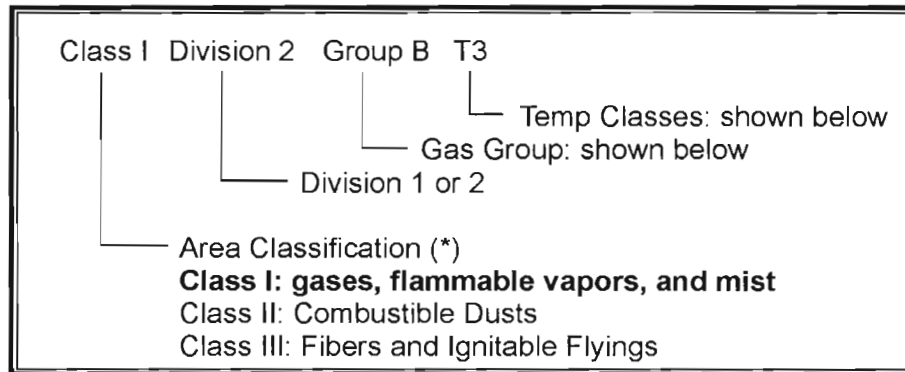 Class I Division 2 Group B T3
Temp Classes: shown below
Gas Group: shown below
Division 1 or 2
Area Classification (*)
Class I: gases, flammable vapors, and mist
Class II: Combustible Dusts
Class III: Fibers and Ignitable Flyings